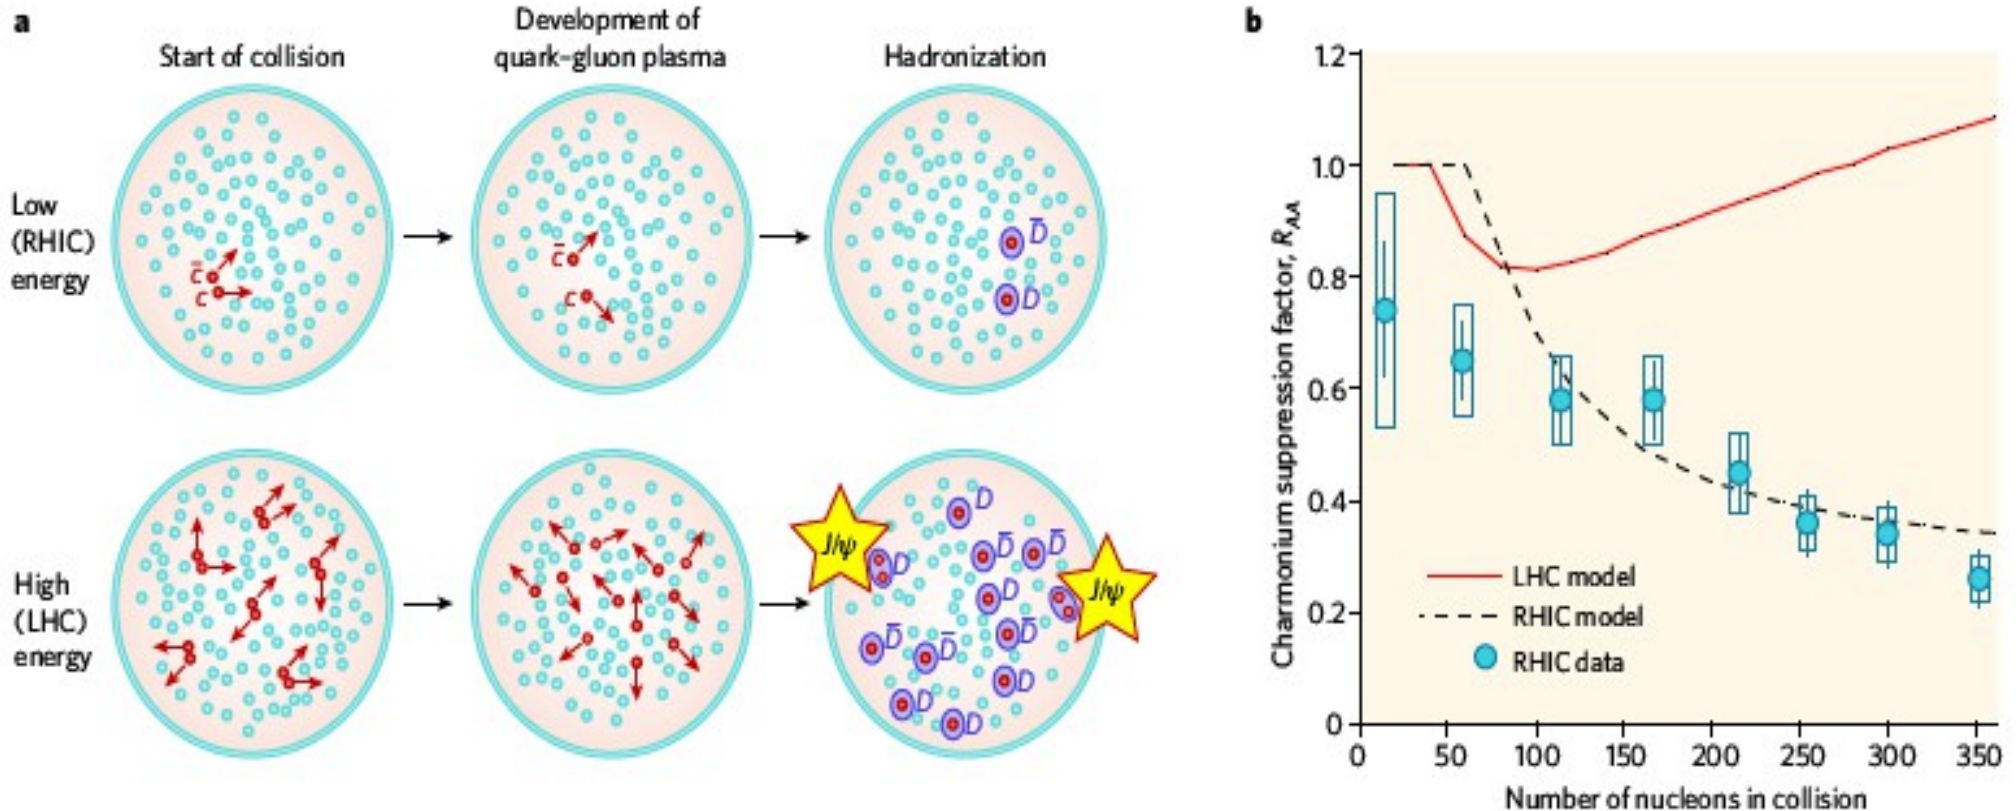 a
Start of collision
Development of
quark–gluon plasma
Hadronization
Low
(RHIC)
energy
c̅
c
c̅
c
D̅
D
High
(LHC)
energy
J/ψ
D
D
D̅
D̅
D
J/ψ
D̅
D̅
D̅
D
D
D
b
Charmonium suppression factor, R_AA
1.2
1.0
0.8
0.6
0.4
0.2
0
LHC model
RHIC model
RHIC data
0 50 100 150 200 250 300 350
Number of nucleons in collision